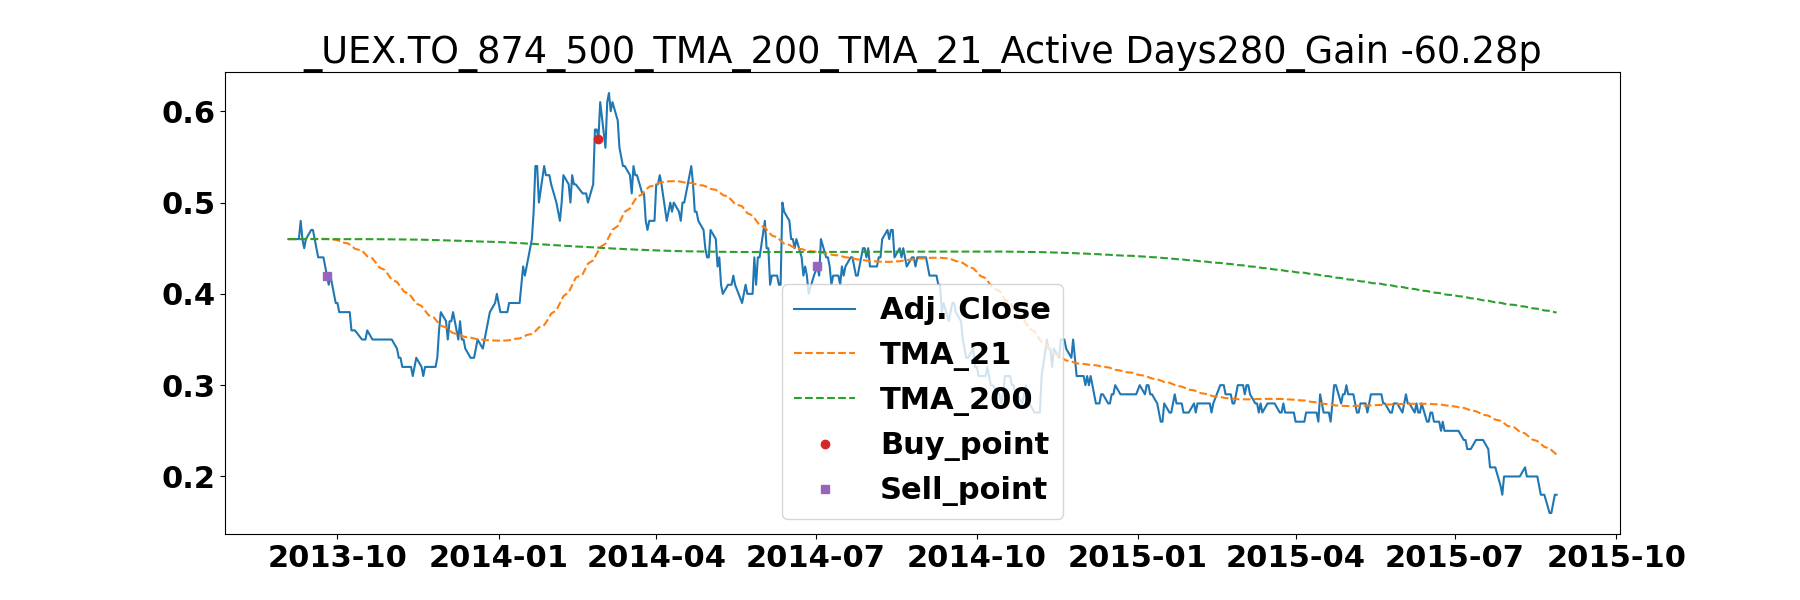 _UEX.TO_874_500_TMA_200_TMA_21_Active Days280_Gain -60.28p
0.6
0.5
0.4
0.3
0.2
Adj. Close
TMA_21
TMA_200
Buy_point
Sell_point
2013-10 2014-01 2014-04 2014-07 2014-10 2015-01 2015-04 2015-07 2015-10